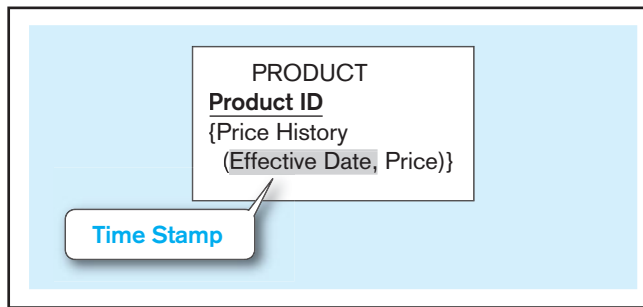 PRODUCT
Product ID
{Price History
(Effective Date, Price)}
Time Stamp